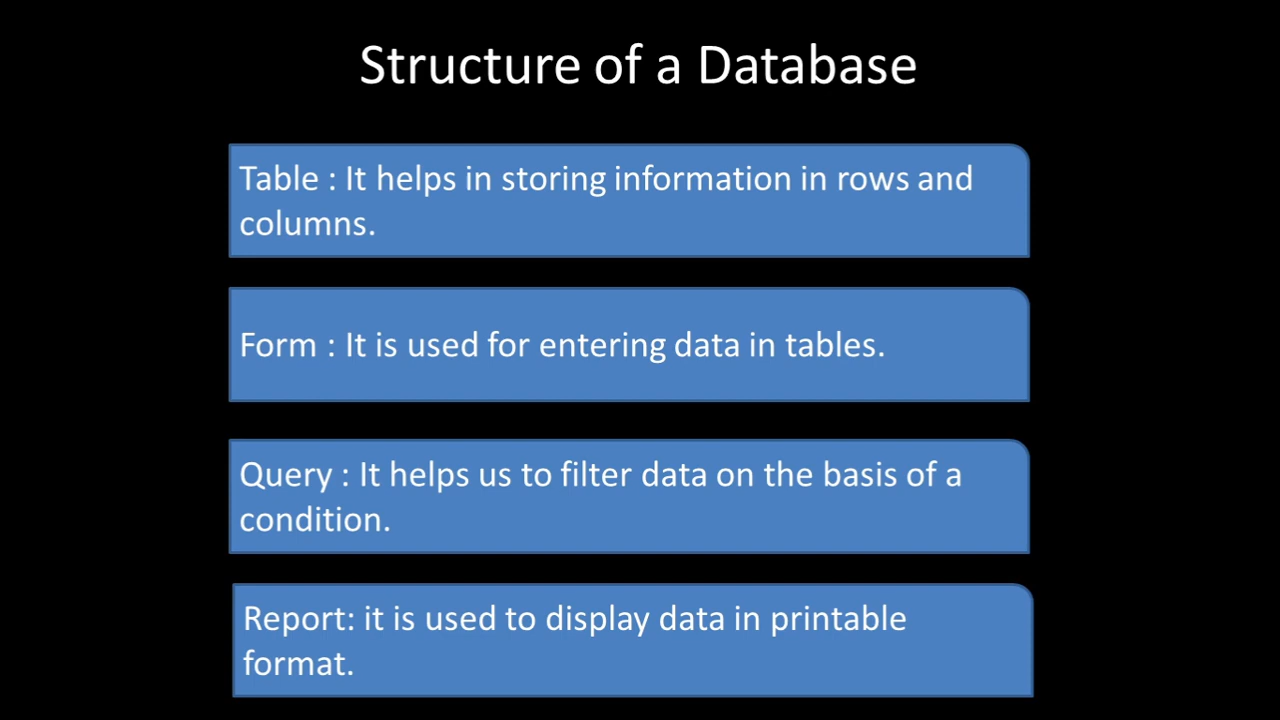 Structure of a Database
Table : It helps in storing information in rows and
columns.
Form : It is used for entering data in tables.
Query : It helps us to filter data on the basis of a
condition.
Report: it is used to display data in printable
format.